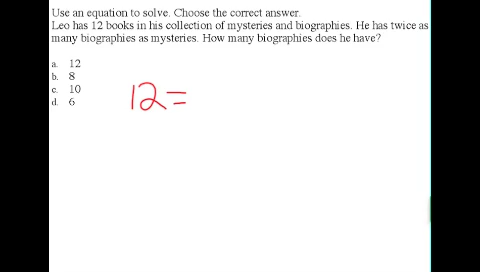 Use an equation to solve. Choose the correct answer.
Leo has 12 books in his collection of mysteries and biographies. He has twice as
many biographies as mysteries. How many biographies does he have?
a. 12
b. 8
c. 10
d. 6
12=